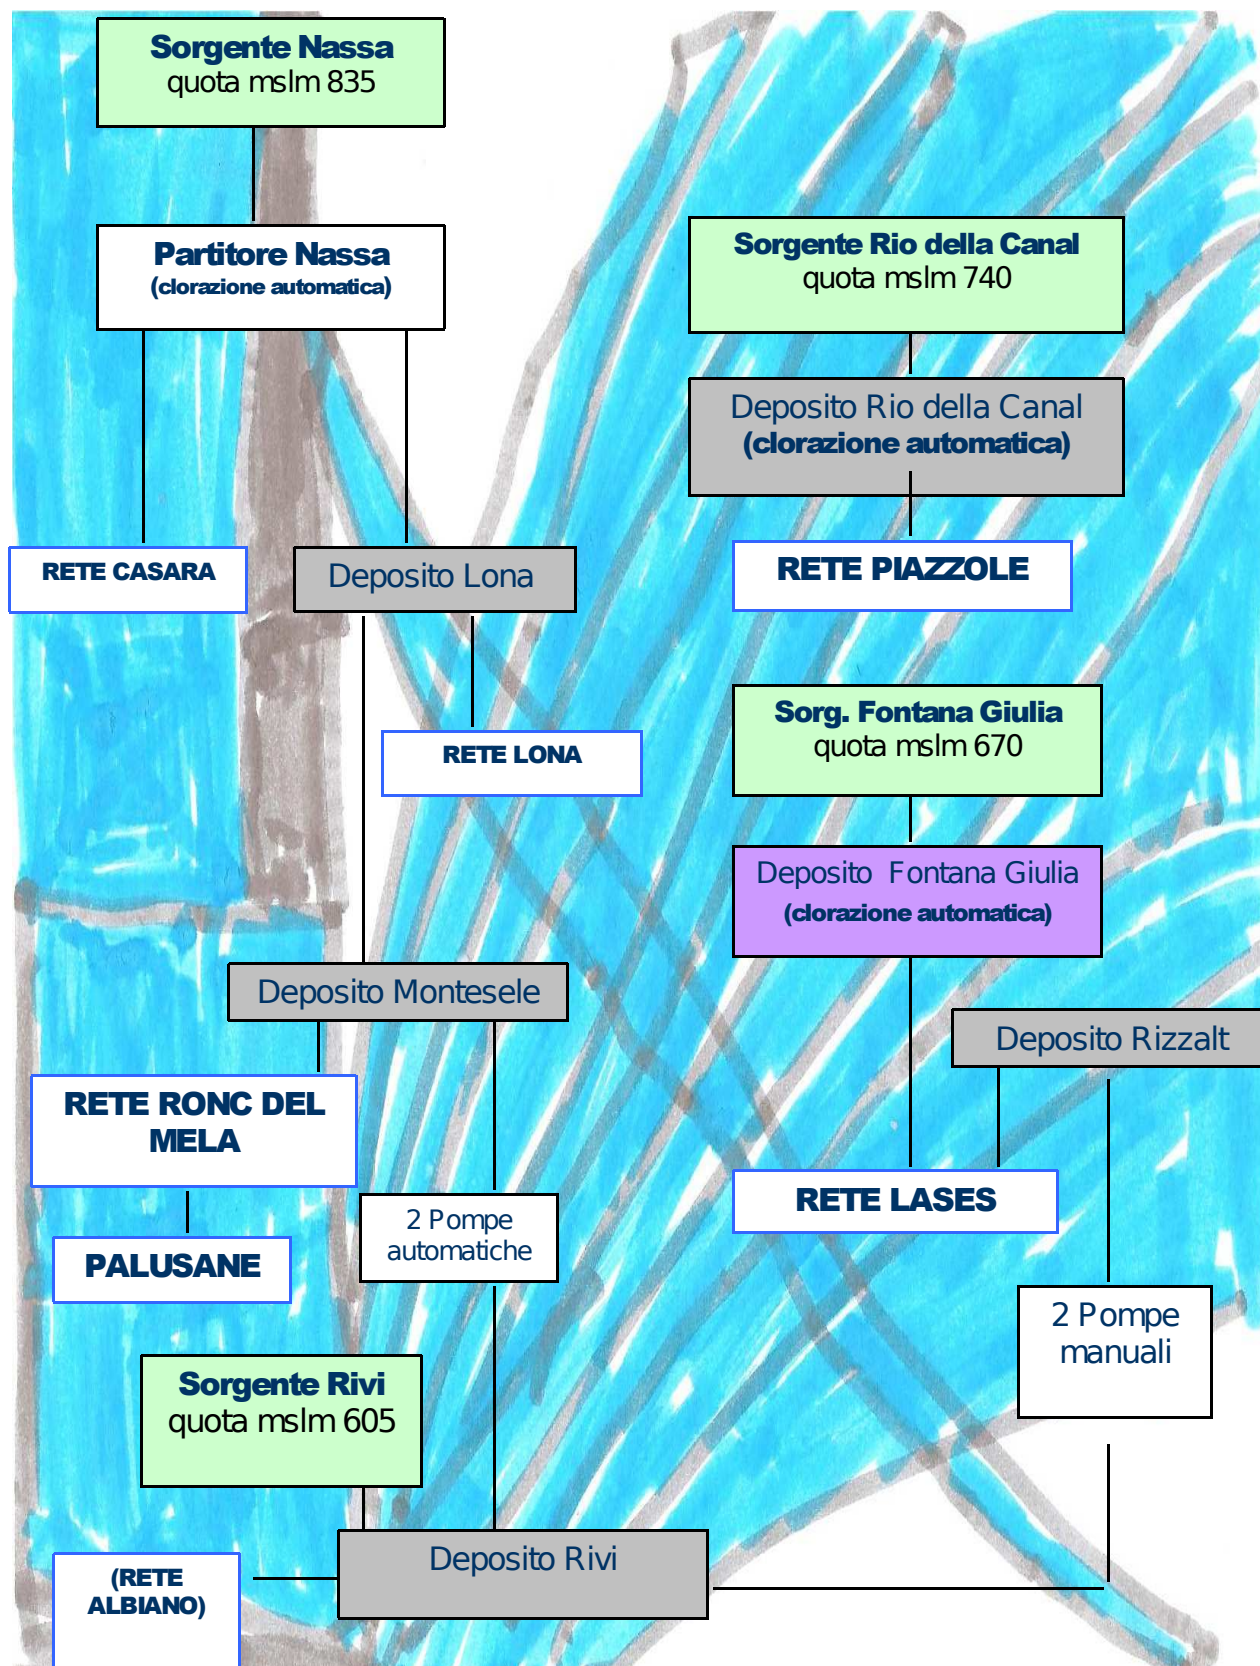 Sorgente Nassa
quota mslm 835
Partitore Nassa
(clorazione automatica)
Sorgente Rio della Canal
quota mslm 740
Deposito Rio della Canal
(clorazione automatica)
RETE CASARA
Deposito Lona
RETE PIAZZOLE
RETE LONA
Sorg. Fontana Giulia
quota mslm 670
Deposito Fontana Giulia
(clorazione automatica)
Deposito Montesele
Deposito Rizzalt
RETE RONC DEL
MELA
RETE LASES
2 Pompe
automatiche
PALUSANE
2 Pompe
manuali
Sorgente Rivi
quota mslm 605
Deposito Rivi
(RETE
ALBIANO)